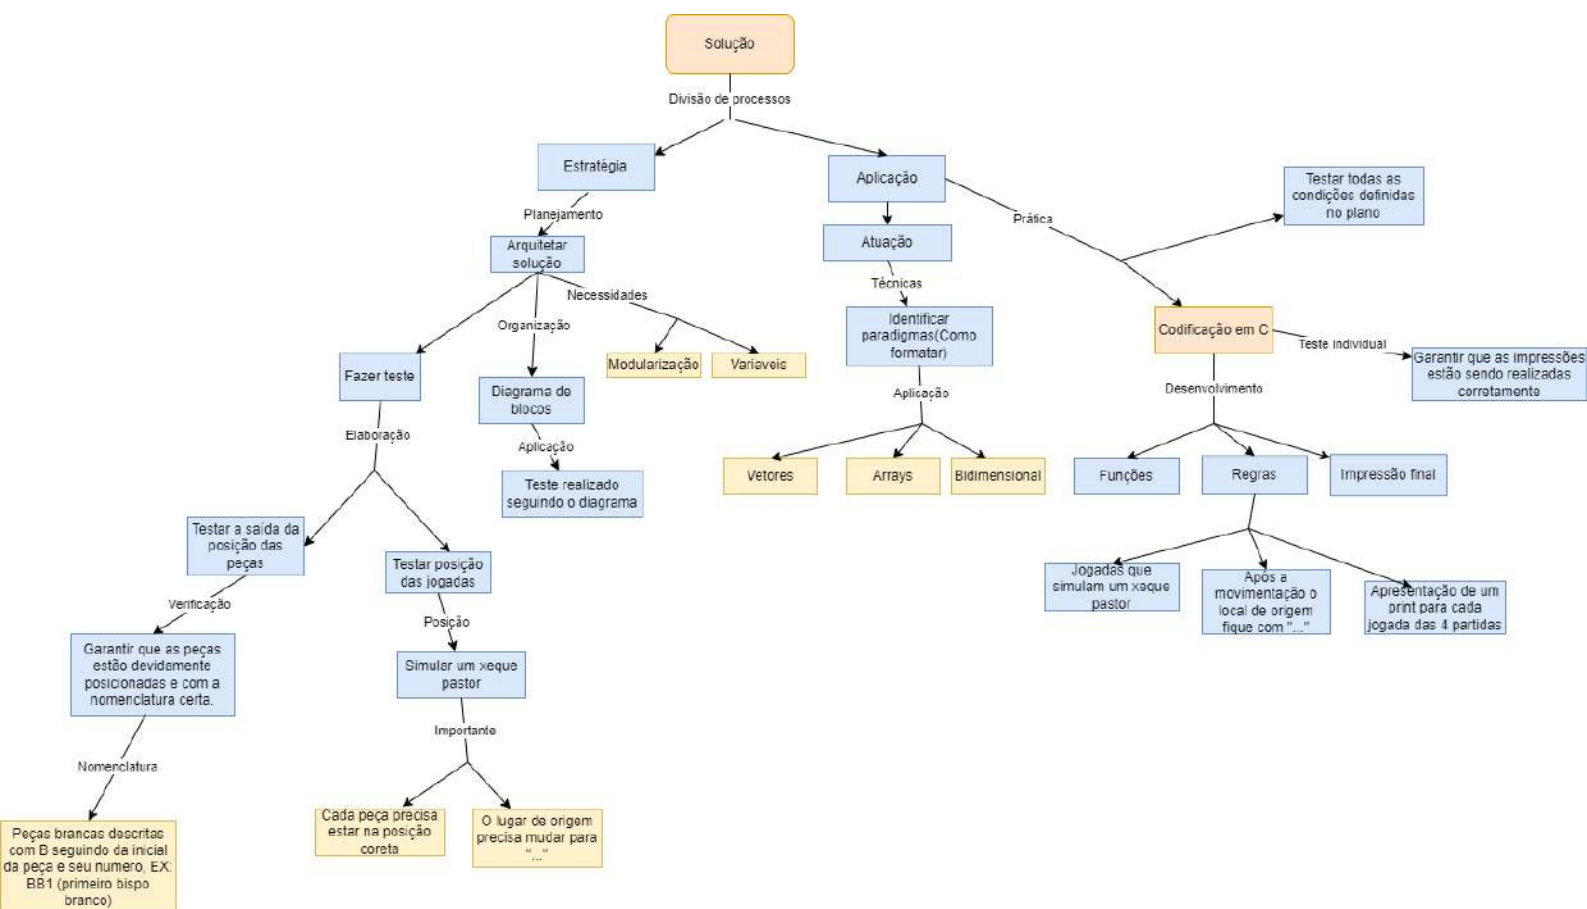 Solução
Divisão de processos
Estratégia
Aplicação
Testar todas as
condições definidas
no plano
Planejamento
Prática
Arquitetar
solução
Atuação
Necessidades
Técnicas
Organização
Identificar
paradigmas(Como
formatar)
Codificação em C
Teste individual
Garantir que as impressões
estão sendo realizadas
corretamente
Fazer teste
Modularização
Variaveis
Diagrama de
blocos
Aplicação
Desenvolvimento
Elaboração
Aplicação
Teste realizado
seguindo o diagrama
Vetores
Arrays
Bidimensional
Funções
Regras
Impressão final
Testar a saída da
posição das
peças
Testar posição
das jogadas
Jogadas que
simulam um xeque
pastor
Após a
movimentação o
local de origem
fique com "..."
Apresentação de um
print para cada
jogada das 4 partidas
Verificação
Posição
Garantir que as peças
estão devidamente
posicionadas e com a
nomenclatura certa.
Simular um xeque
pastor
Importante
Nomenclatura
Cada peça precisa
estar na posição
coreta
O lugar de origem
precisa mudar para
"..."
Peças brancas descritas
com B seguindo da inicial
da peça e seu numero, EX:
BB1 (primeiro bispo
branco)